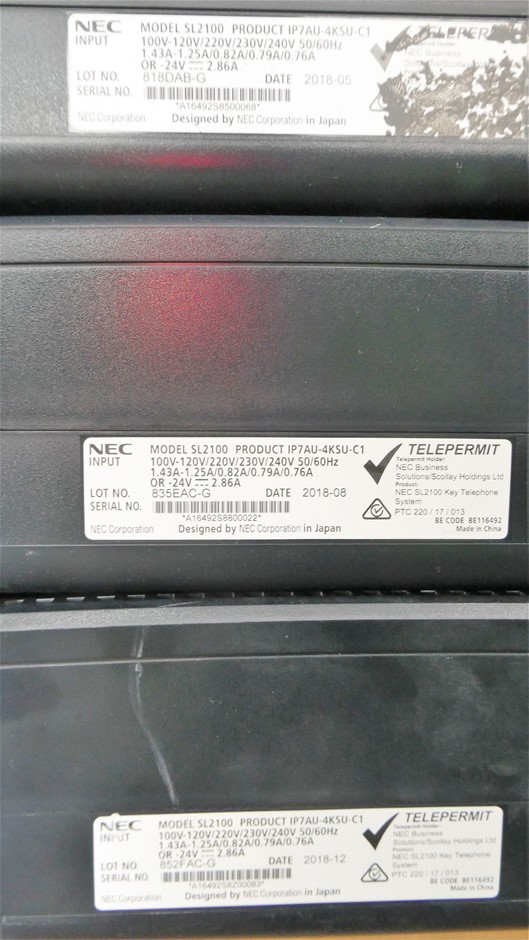 NEC MODEL SL2100 PRODUCT IP7AU-4KSU-C1
INPUT 100V-120V/220V/230V/240V 50/60Hz
1.43A-1.25A/0.82A/0.79A/0.76A
OR -24V 2.86A
LOT NO. 818DAB-G DATE 2018-05
SERIAL NO.
*A16492S8500068*
NEC Corporation Designed by NEC Corporation in Japan
NEC MODEL SL2100 PRODUCT IP7AU-4KSU-C1
INPUT 100V-120V/220V/230V/240V 50/60Hz
1.43A-1.25A/0.82A/0.79A/0.76A
OR -24V 2.86A
LOT NO. 835EAC-G DATE 2018-08
SERIAL NO.
*A16492S8800022*
NEC Corporation Designed by NEC Corporation in Japan
TELEPERMIT
Telepermit Holder:
NEC Business
Solutions/Scollay Holdings Ltd
Product:
NEC SL2100 Key Telephone
System
PTC 220 / 17 / 013
BE CODE BE116492
Made in China
NEC MODEL SL2100 PRODUCT IP7AU-4KSU-C1
INPUT 100V-120V/220V/230V/240V 50/60Hz
1.43A-1.25A/0.82A/0.79A/0.76A
OR -24V 2.86A
LOT NO. 852FAC-G DATE 2018-12
SERIAL NO.
*A16492S8Z00083*
NEC Corporation Designed by NEC Corporation in Japan
TELEPERMIT
Telepermit Holder:
NEC Business
Solutions/Scollay Holdings Ltd
Product:
NEC SL2100 Key Telephone
System
PTC 220 / 17 / 013
BE CODE BE116492
Made in China